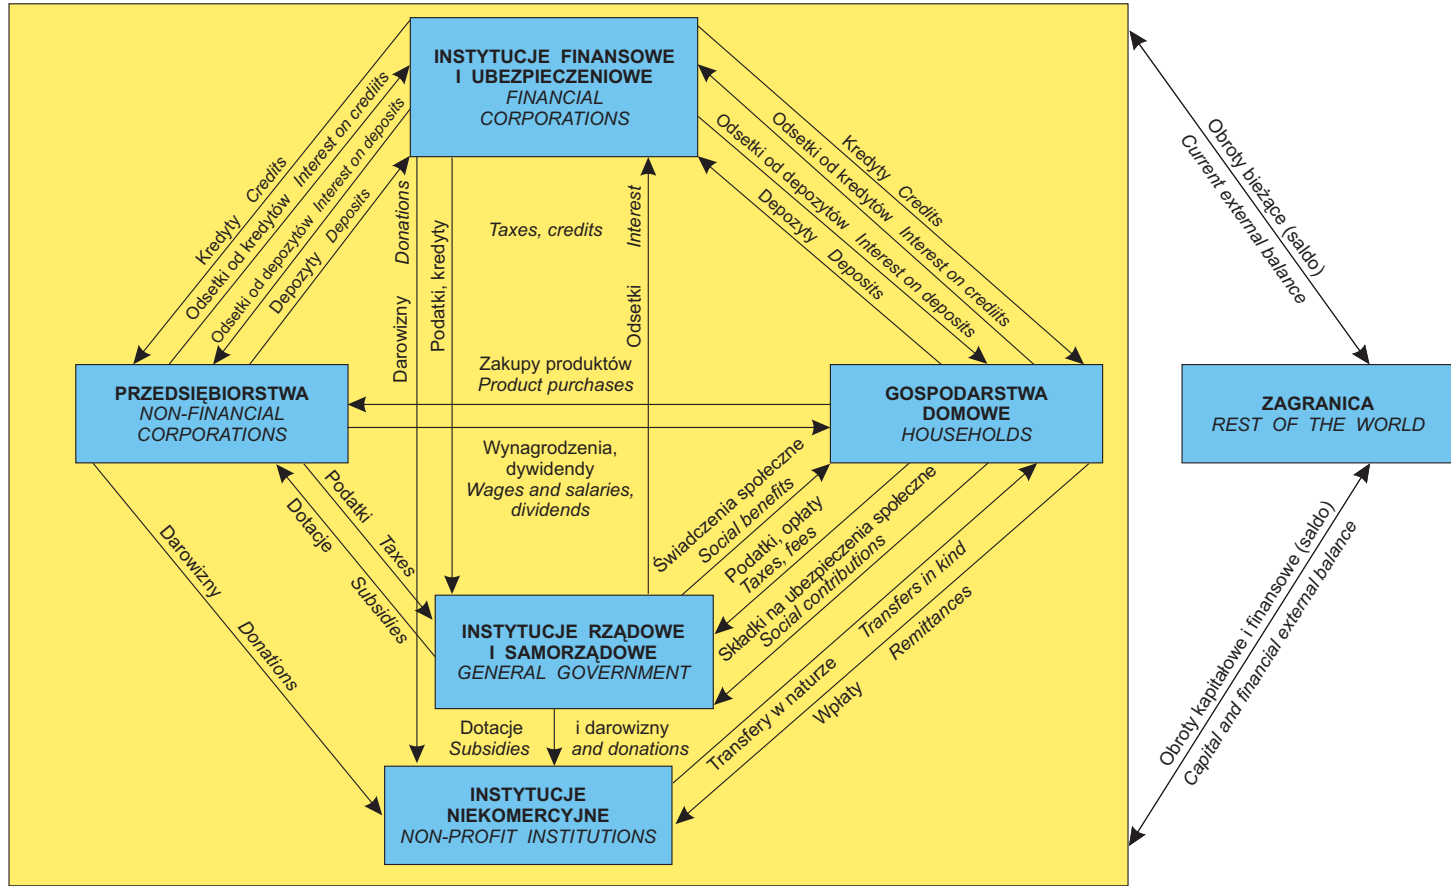 INSTYTUCJE FINANSOWE
I UBEZPIECZENIOWE
FINANCIAL
CORPORATIONS
Kredyty Credits
Odsetki od kredytów Interest on crediits
Odsetki od depozytów Interest on deposits
Depozyty Deposits
Darowizny Donations
Podatki, kredyty
Taxes, credits
Odsetki Interest
Kredyty Credits
Odsetki od kredytów Interest on credits
Odsetki od depozytów Interest on deposits
Depozyty Deposits
Obroty bieżące (saldo)
Current external balance
PRZEDSIĘBIORSTWA
NON-FINANCIAL
CORPORATIONS
Zakupy produktów
Product purchases
GOSPODARSTWA
DOMOWE
HOUSEHOLDS
ZAGRANICA
REST OF THE WORLD
Wynagrodzenia,
dywidendy
Wages and salaries,
dividends
Podatki Taxes
Dotacje Subsidies
Darowizny Donations
Świadczenia społeczne
Social benefits
Podatki, opłaty
Taxes, fees
Składki na ubezpieczenia społeczne
Social contributions
Transfery w naturze Transfers in kind
Wpłaty Remittances
Obroty kapitałowe i finansowe (saldo)
Capital and financial external balance
INSTYTUCJE RZĄDOWE
I SAMORZĄDOWE
GENERAL GOVERNMENT
Dotacje i darowizny
Subsidies and donations
INSTYTUCJE
NIEKOMERCYJNE
NON-PROFIT INSTITUTIONS